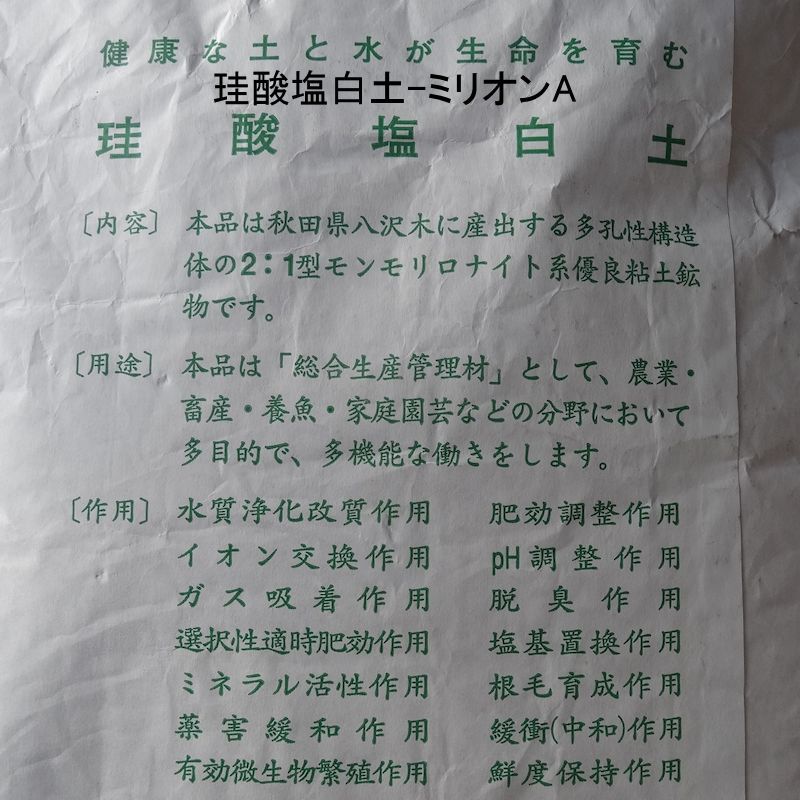 健康な土と水が生命を育む
珪酸塩白土-ミリオンA
珪酸塩白土
〔内容〕 本品は秋田県八沢木に産出する多孔性構造
体の2:1型モンモリロナイト系優良粘土鉱
物です。
〔用途〕 本品は「総合生産管理材」として、農業・
畜産・養魚・家庭園芸などの分野において
多目的で、多機能な働きをします。
〔作用〕 水質浄化改質作用 肥効調整作用
イオン交換作用 pH調整作用
ガス吸着作用 脱臭作用
選択性適時肥効作用 塩基置換作用
ミネラル活性作用 根毛育成作用
薬害緩和作用 緩衝(中和)作用
有効微生物繁殖作用 鮮度保持作用